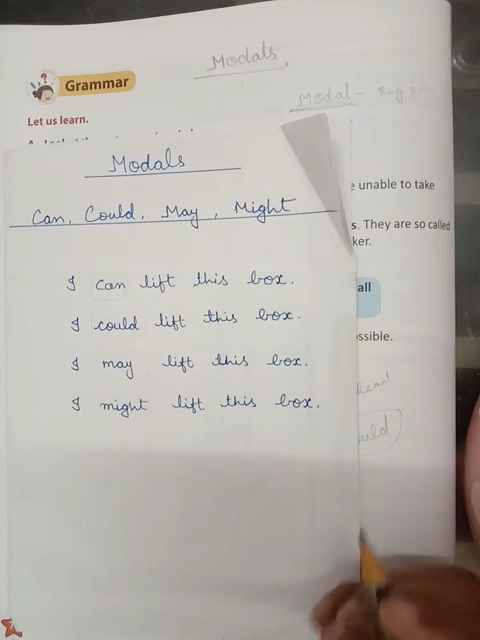 Modals
Grammar
Modal -
Let us learn.
Modals
e unable to take
Can, Could, May, Might
s. They are so called
ker.
I can lift this box.
all
I could lift this box.
ssible.
I may lift this box.
I might lift this box.
uld